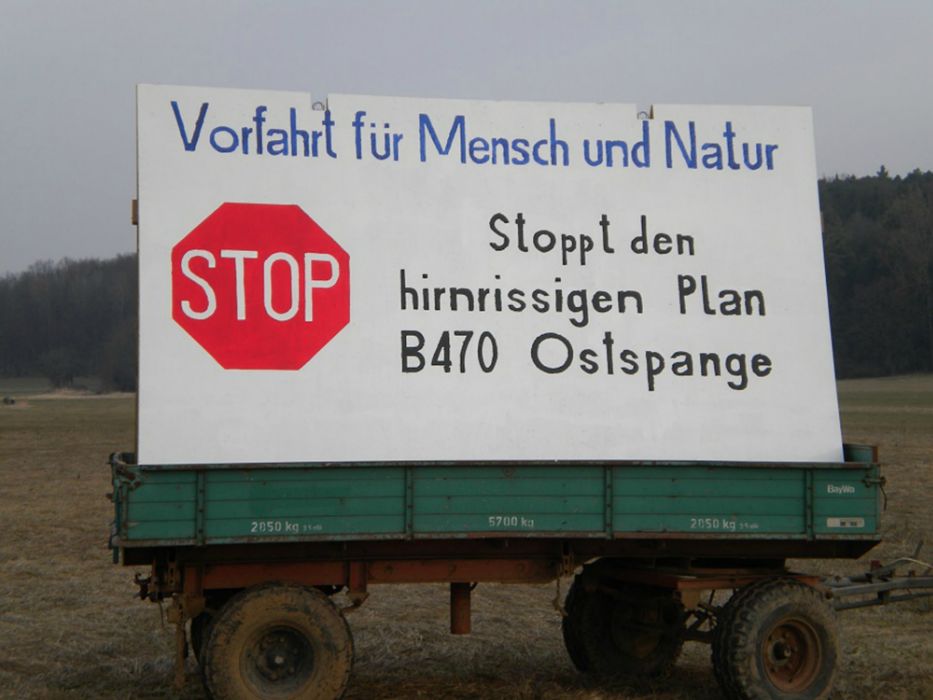 Vorfahrt für Mensch und Natur
STOP
Stoppt den
hirnrissigen Plan
B470 Ostspange
BayWa
2050 kg
5700 kg
2050 kg